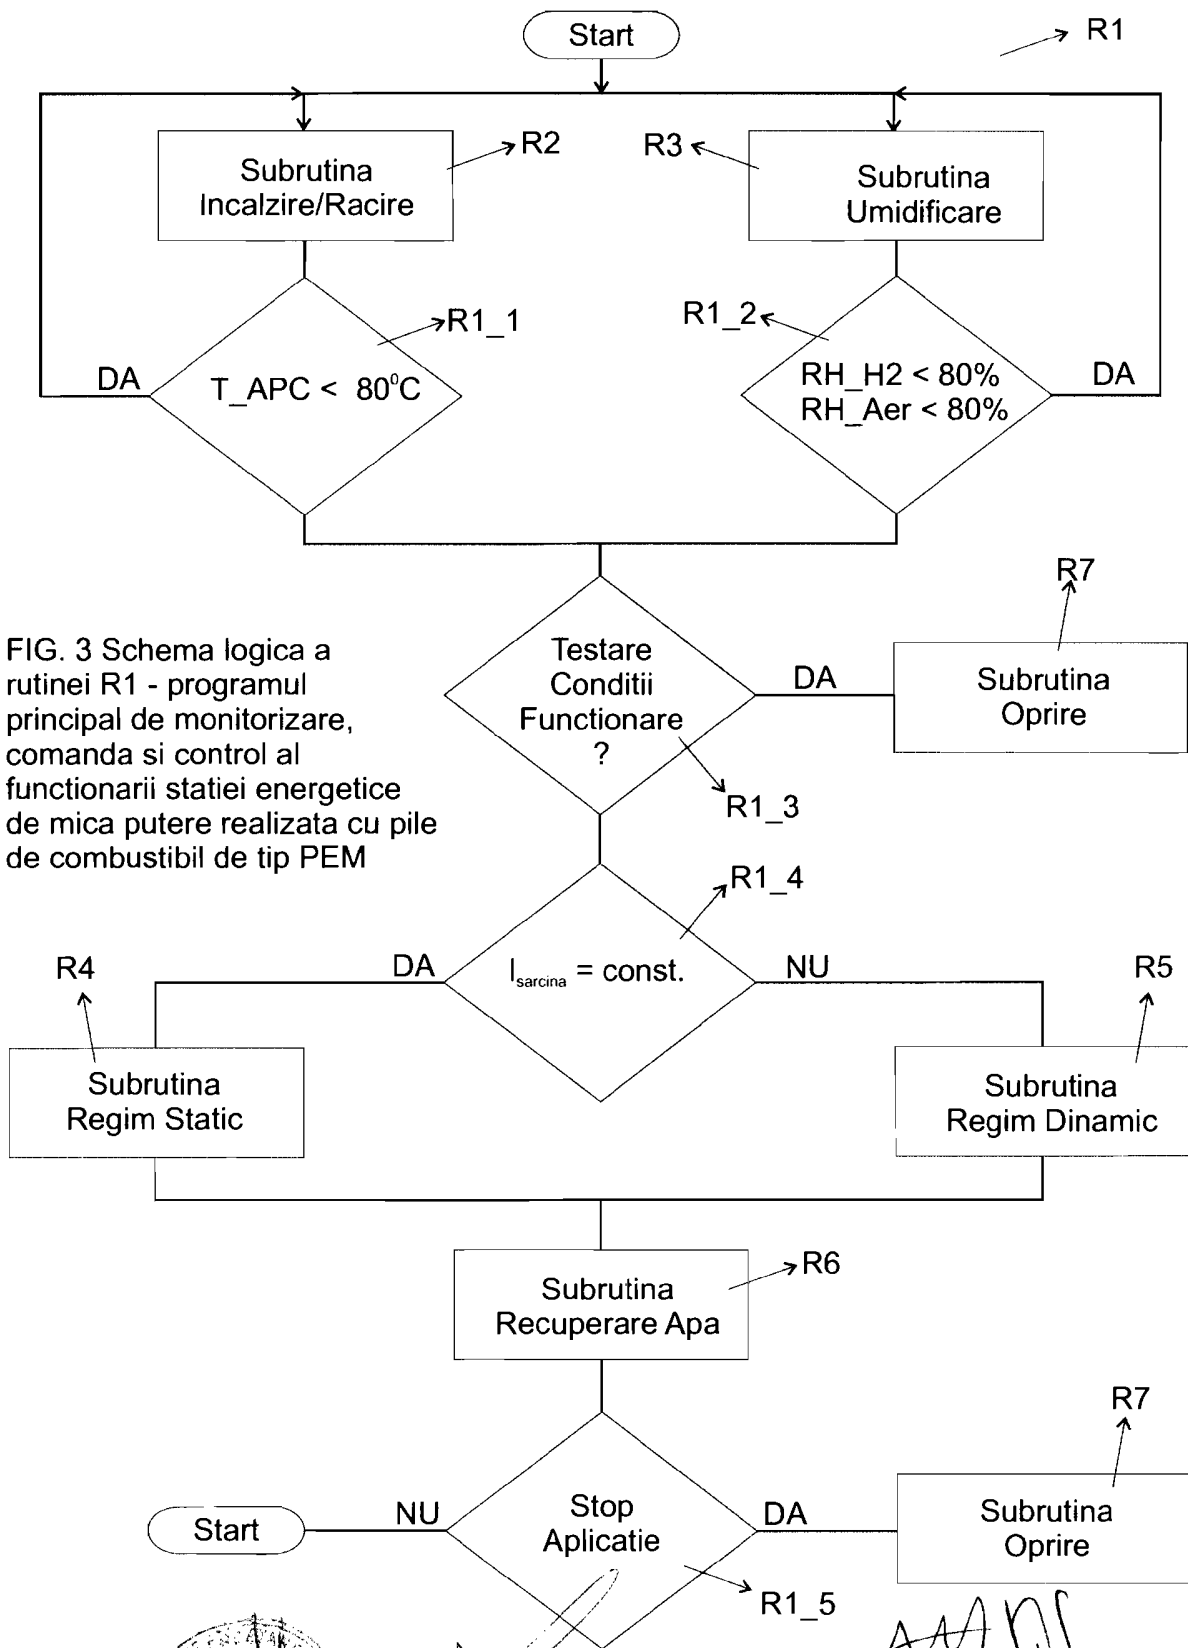 Start
R1
Subrutina
Incalzire/Racire
R2
R3
Subrutina
Umidificare
R1_1
R1_2
DA
T_APC < 80⁰C
RH_H2 < 80%
RH_Aer < 80%
DA
FIG. 3 Schema logica a
rutinei R1 - programul
principal de monitorizare,
comanda si control al
functionarii statiei energetice
de mica putere realizata cu pile
de combustibil de tip PEM
Testare
Conditii
Functionare
?
DA
R7
Subrutina
Oprire
R1_3
R1_4
R4
DA
Isarcina = const.
NU
R5
Subrutina
Regim Static
Subrutina
Regim Dinamic
R6
Subrutina
Recuperare Apa
R7
Start
NU
Stop
Aplicatie
DA
Subrutina
Oprire
R1_5